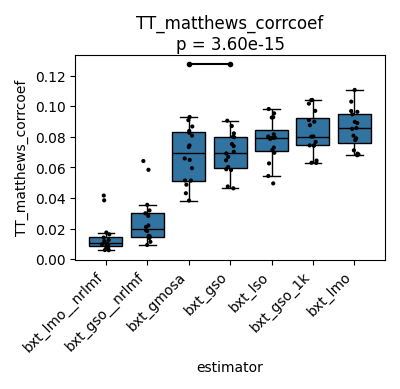 TT_matthews_corrcoef
p = 3.60e-15
TT_matthews_corrcoef
0.12
0.10
0.08
0.06
0.04
0.02
0.00
bxt_lmo__nrlmf
bxt_gso__nrlmf
bxt_gmosa
bxt_gso
bxt_lso
bxt_gso_1k
bxt_lmo
estimator